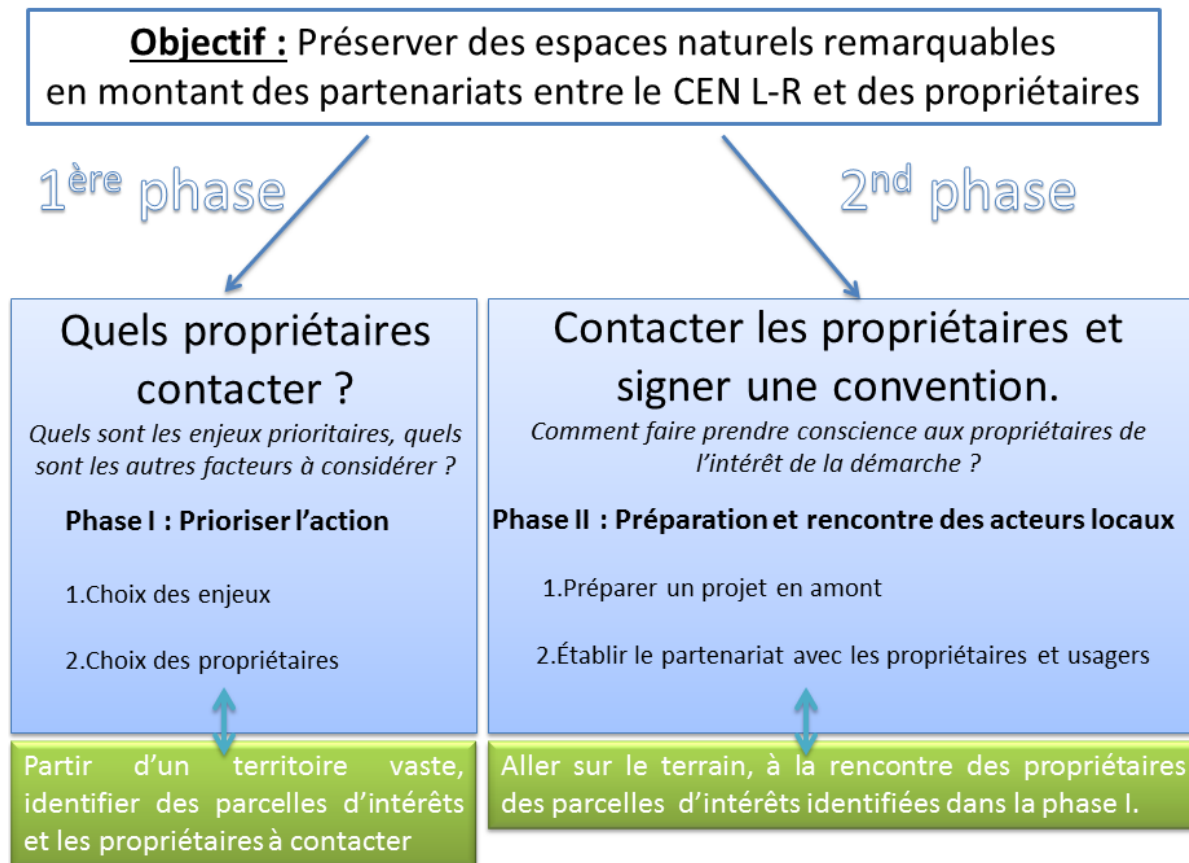 Objectif : Préserver des espaces naturels remarquables
en montant des partenariats entre le CEN L-R et des propriétaires
1ère phase
2nd phase
Quels propriétaires
contacter ?
Quels sont les enjeux prioritaires, quels
sont les autres facteurs à considérer ?
Phase I : Prioriser l'action
1.Choix des enjeux
2.Choix des propriétaires
Partir d'un territoire vaste,
identifier des parcelles d'intérêts
et les propriétaires à contacter
Contacter les propriétaires et
signer une convention.
Comment faire prendre conscience aux propriétaires de
l'intérêt de la démarche ?
Phase II : Préparation et rencontre des acteurs locaux
1.Préparer un projet en amont
2.Établir le partenariat avec les propriétaires et usagers
Aller sur le terrain, à la rencontre des propriétaires
des parcelles d'intérêts identifiées dans la phase I.